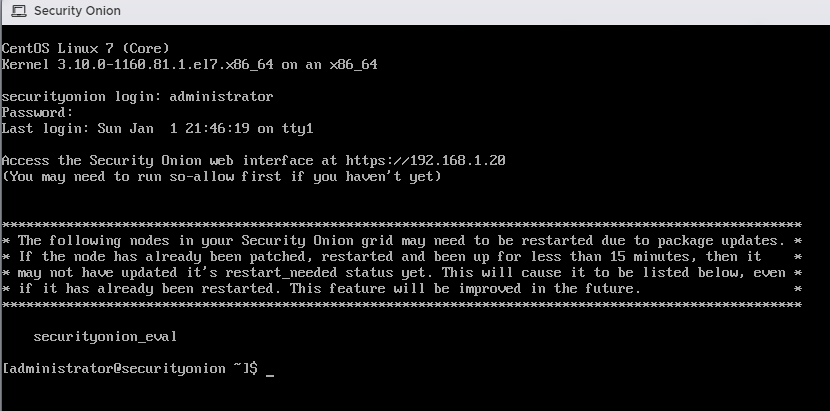 Security Onion
CentOS Linux 7 (Core)
Kernel 3.10.0-1160.81.1.el7.x86_64 on an x86_64
securityonion login: administrator
Password:
Last login: Sun Jan  1 21:46:19 on tty1
Access the Security Onion web interface at https://192.168.1.20
(You may need to run so-allow first if you haven't yet)
****************************************************************************************************
* The following nodes in your Security Onion grid may need to be restarted due to package updates. *
* If the node has already been patched, restarted and been up for less than 15 minutes, then it    *
* may not have updated it's restart_needed status yet. This will cause it to be listed below, even *
* if it has already been restarted. This feature will be improved in the future.                   *
****************************************************************************************************
    securityonion_eval
[administrator@securityonion ~]$ _